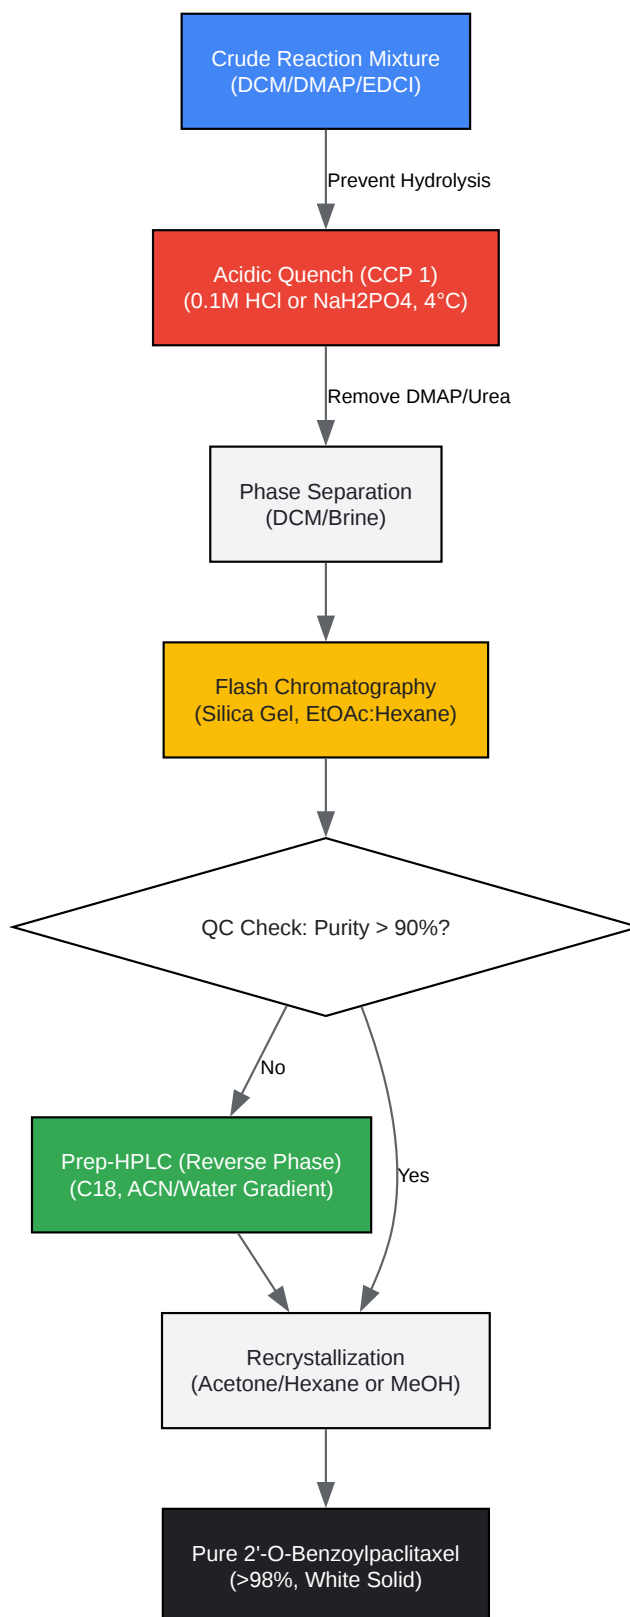 Crude Reaction Mixture
(DCM/DMAP/EDCI)
Prevent Hydrolysis
Acidic Quench (CCP 1)
(0.1M HCl or NaH2PO4, 4°C)
Remove DMAP/Urea
Phase Separation
(DCM/Brine)
Flash Chromatography
(Silica Gel, EtOAc:Hexane)
QC Check: Purity > 90%?
No
Prep-HPLC (Reverse Phase)
(C18, ACN/Water Gradient)
Yes
Recrystallization
(Acetone/Hexane or MeOH)
Pure 2'-O-Benzoylpaclitaxel
(>98%, White Solid)